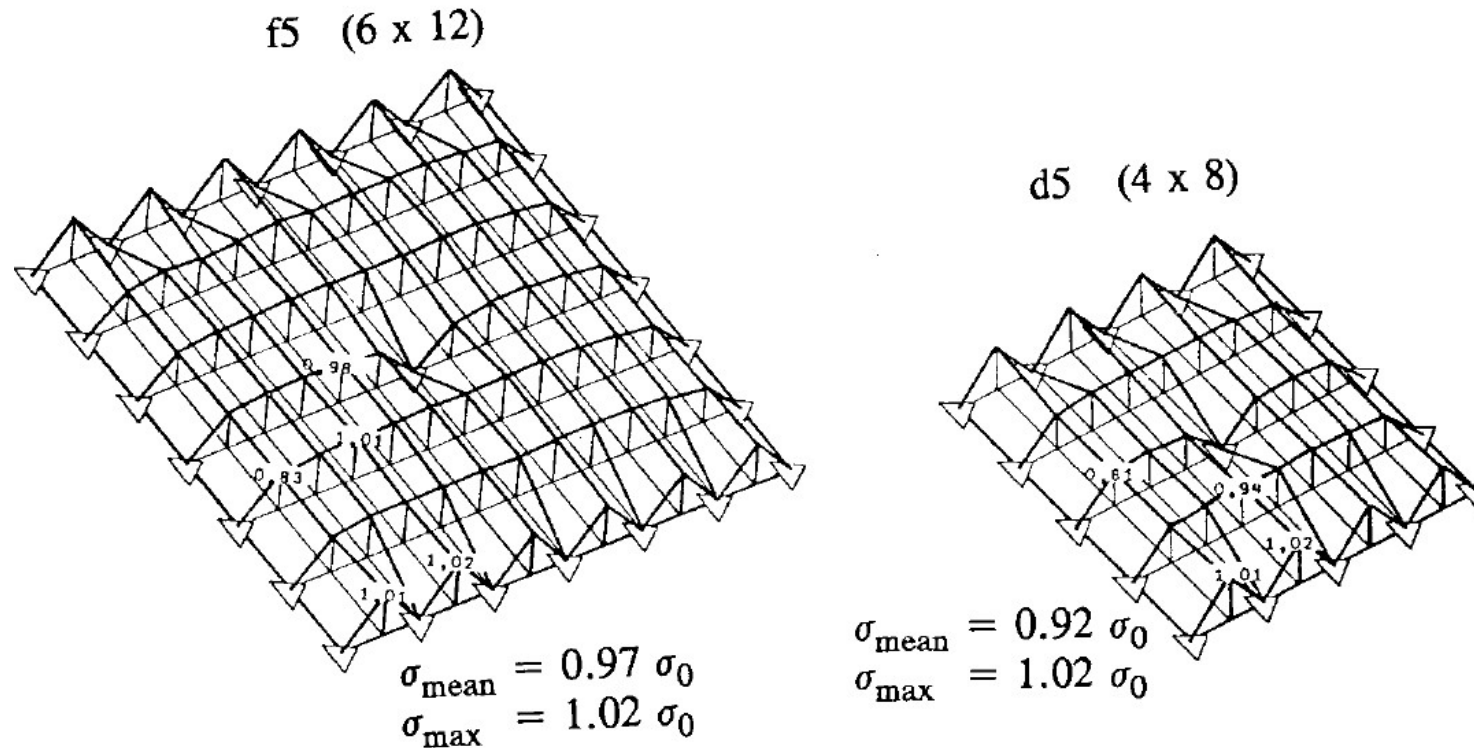 f5 (6 x 12)
0,98
1,01
0,83
1,02
1,01
σmean = 0.97 σ0
σmax = 1.02 σ0
d5 (4 x 8)
0,81
0,94
1,02
1,01
σmean = 0.92 σ0
σmax = 1.02 σ0